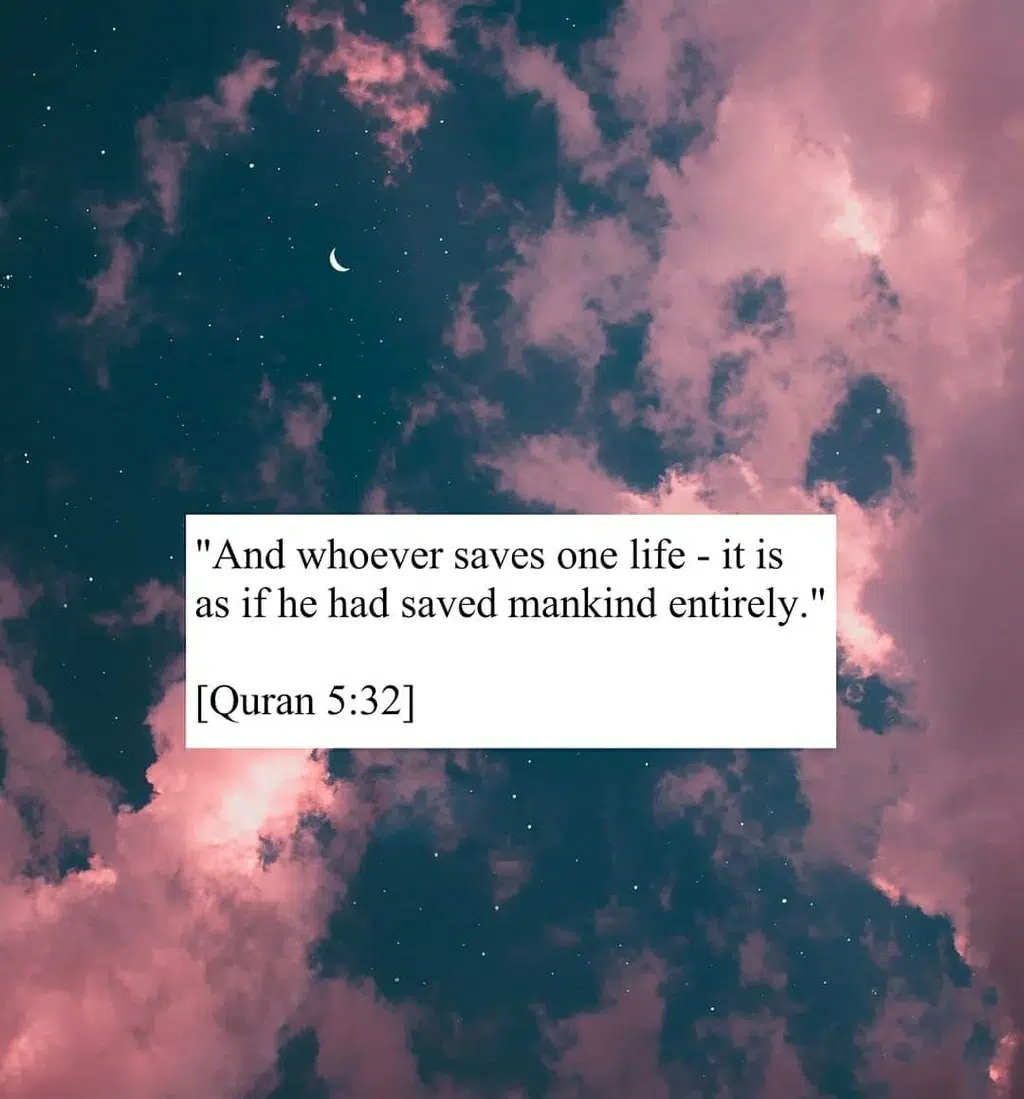 "And whoever saves one life - it is
as if he had saved mankind entirely."
[Quran 5:32]